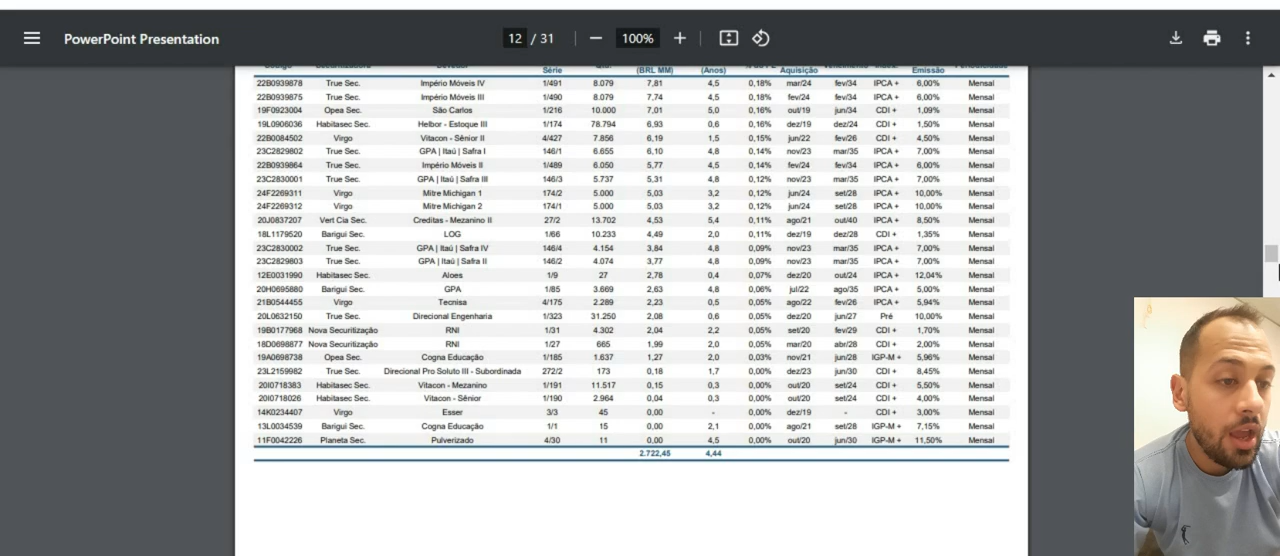 PowerPoint Presentation 12 / 31 100%
Série (BRL MM) (Anos) Aquisição Emissão
22B0939878 True Sec. Império Móveis IV 1/491 8.079 7,81 4,5 0,18% mar/24 fev/34 IPCA + 6,00% Mensal
22B0939875 True Sec. Império Móveis III 1/490 8.079 7,74 4,5 0,18% fev/24 fev/34 IPCA + 6,00% Mensal
19F0923004 Opea Sec. São Carlos 1/216 10.000 7,01 5,0 0,16% out/19 jun/34 CDI + 1,09% Mensal
19L0906036 Habitasec Sec. Helbor - Estoque III 1/174 78.794 6,93 0,6 0,16% dez/19 dez/24 CDI + 1,50% Mensal
22B0084502 Virgo Vitacon - Sênior II 4/427 7.856 6,19 1,5 0,15% jun/22 fev/26 CDI + 4,50% Mensal
23C2829802 True Sec. GPA | Itaú | Safra I 146/1 6.655 6,10 4,8 0,14% nov/23 mar/35 IPCA + 7,00% Mensal
22B0939864 True Sec. Império Móveis II 1/489 6.050 5,77 4,5 0,14% fev/24 fev/34 IPCA + 6,00% Mensal
23C2830001 True Sec. GPA | Itaú | Safra III 146/3 5.737 5,31 4,8 0,12% nov/23 mar/35 IPCA + 7,00% Mensal
24F2269311 Virgo Mitre Michigan 1 174/2 5.000 5,03 3,2 0,12% jun/24 set/28 IPCA + 10,00% Mensal
24F2269312 Virgo Mitre Michigan 2 174/1 5.000 5,03 3,2 0,12% jun/24 set/28 IPCA + 10,00% Mensal
20J0837207 Vert Cia Sec. Creditas - Mezanino II 27/2 13.702 4,53 5,4 0,11% ago/21 out/40 IPCA + 8,50% Mensal
18L1179520 Barigui Sec. LOG 1/66 10.233 4,49 2,0 0,11% dez/19 dez/28 CDI + 1,35% Mensal
23C2830002 True Sec. GPA | Itaú | Safra IV 146/4 4.154 3,84 4,8 0,09% nov/23 mar/35 IPCA + 7,00% Mensal
23C2829803 True Sec. GPA | Itaú | Safra II 146/2 4.074 3,77 4,8 0,09% nov/23 mar/35 IPCA + 7,00% Mensal
12E0031990 Habitasec Sec. Aloes 1/9 27 2,78 0,4 0,07% dez/20 out/24 IPCA + 12,04% Mensal
20H0695880 Barigui Sec. GPA 1/85 3.669 2,63 4,8 0,06% jul/22 ago/35 IPCA + 5,00% Mensal
21B0544455 Virgo Tecnisa 4/175 2.289 2,23 0,5 0,05% ago/22 fev/26 IPCA + 5,94% Mensal
20L0632150 True Sec. Direcional Engenharia 1/323 31.250 2,08 0,6 0,05% dez/20 jun/27 Pré 10,00% Mensal
19B0177968 Nova Securitização RNI 1/31 4.302 2,04 2,2 0,05% set/20 fev/29 CDI + 1,70% Mensal
18D0698877 Nova Securitização RNI 1/27 665 1,99 2,0 0,05% mar/20 abr/28 CDI + 2,00% Mensal
19A0698738 Opea Sec. Cogna Educação 1/185 1.637 1,27 2,0 0,03% nov/21 jun/28 IGP-M + 5,96% Mensal
23L2159982 True Sec. Direcional Pro Soluto III - Subordinada 272/2 173 0,18 1,7 0,00% dez/23 jun/30 CDI + 8,45% Mensal
20I0718383 Habitasec Sec. Vitacon - Mezanino 1/191 11.517 0,15 0,3 0,00% out/20 set/24 CDI + 5,50% Mensal
20I0718026 Habitasec Sec. Vitacon - Sênior 1/190 2.964 0,04 0,3 0,00% out/20 set/24 CDI + 4,00% Mensal
14K0234407 Virgo Esser 3/3 45 0,00 - 0,00% dez/19 - CDI + 3,00% Mensal
13L0034539 Barigui Sec. Cogna Educação 1/1 15 0,00 2,1 0,00% ago/21 set/28 IGP-M + 7,15% Mensal
11F0042226 Planeta Sec. Pulverizado 4/30 11 0,00 4,5 0,00% out/20 jun/30 IGP-M + 11,50% Mensal
2.722,45 4,44